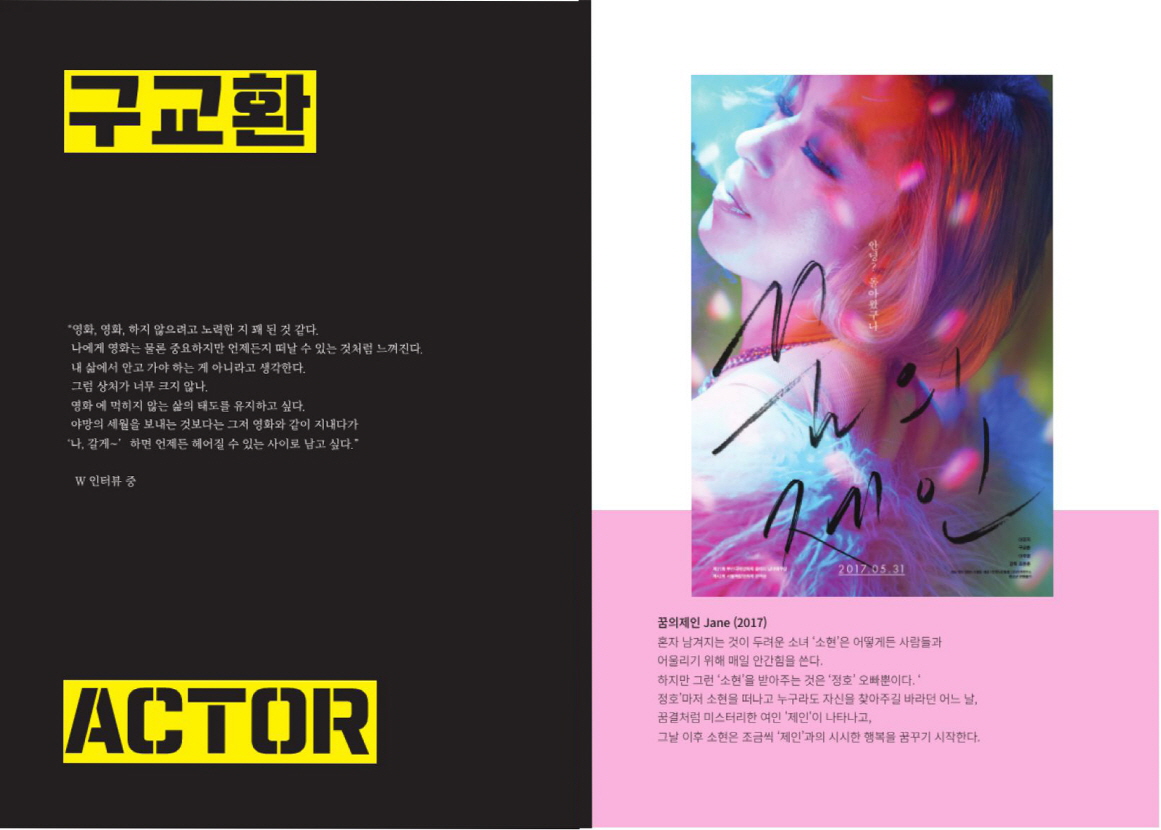 구교환
“영화, 영화, 하지 않으려고 노력한 지 꽤 된 것 같다.
나에게 영화는 물론 중요하지만 언제든지 떠날 수 있는 것처럼 느껴진다.
내 삶에서 안고 가야 하는 게 아니라고 생각한다.
그럼 상처가 너무 크지 않나.
영화 에 먹히지 않는 삶의 태도를 유지하고 싶다.
야망의 세월을 보내는 것보다는 그저 영화와 같이 지내다가
‘나, 갈게~’ 하면 언제든 헤어질 수 있는 사이로 남고 싶다.”
W 인터뷰 중
ACTOR
안녕? 돌아왔구나
꿈의
제인
2017.05.31
꿈의제인 Jane (2017)
혼자 남겨지는 것이 두려운 소녀 ‘소현’은 어떻게든 사람들과
어울리기 위해 매일 안간힘을 쓴다.
하지만 그런 ‘소현’을 받아주는 것은 ‘정호’ 오빠뿐이다. ‘
정호’마저 소현을 떠나고 누구라도 자신을 찾아주길 바라던 어느 날,
꿈결처럼 미스터리한 여인 ’제인’이 나타나고,
그날 이후 소현은 조금씩 ‘제인’과의 시시한 행복을 꿈꾸기 시작한다.